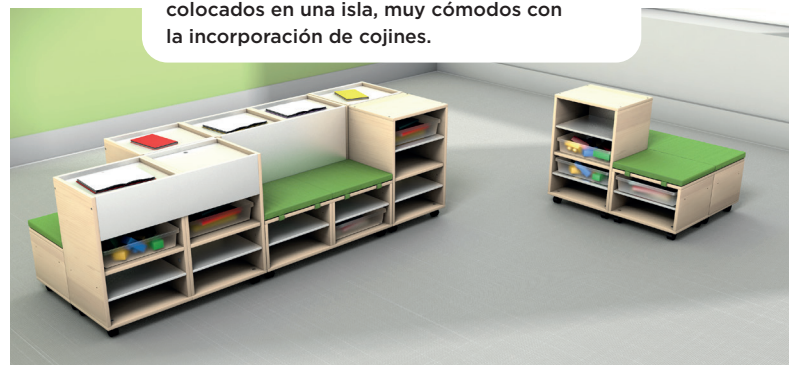 colocados en una isla, muy cómodos con
la incorporación de cojines.